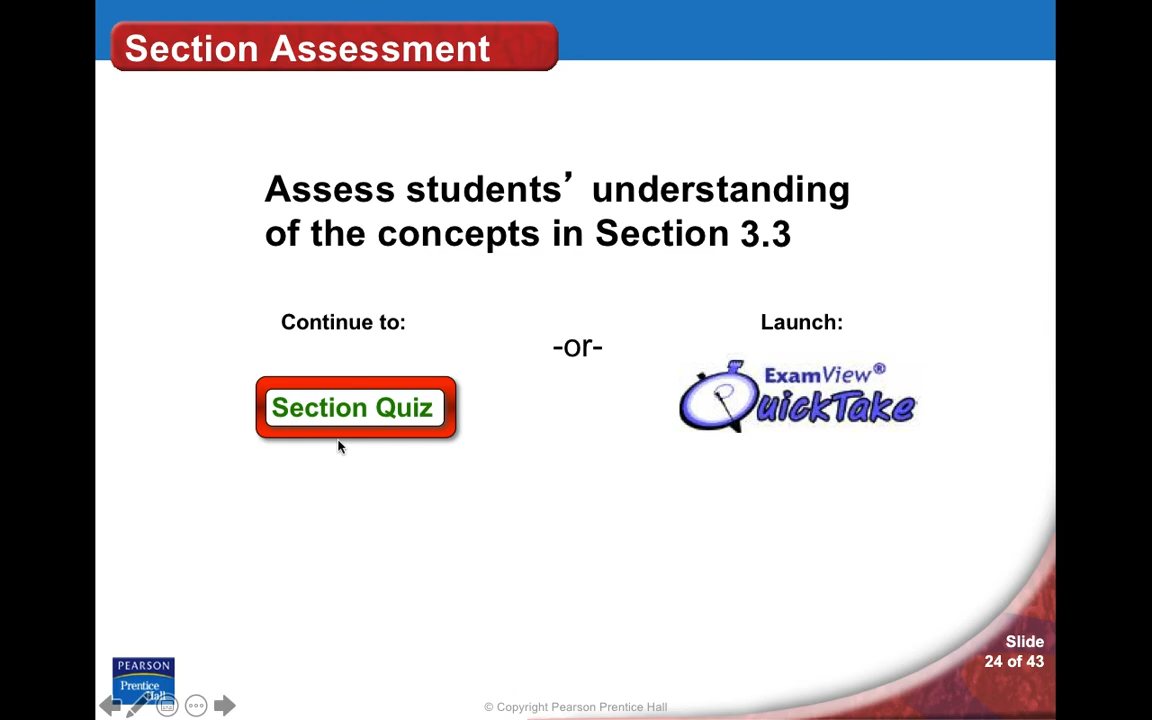 Section Assessment
Assess students’ understanding
of the concepts in Section 3.3
Continue to:
Launch:
-or-
ExamView®
QuickTake
Section Quiz
Slide
24 of 43
PEARSON
Prentice
Hall
© Copyright Pearson Prentice Hall